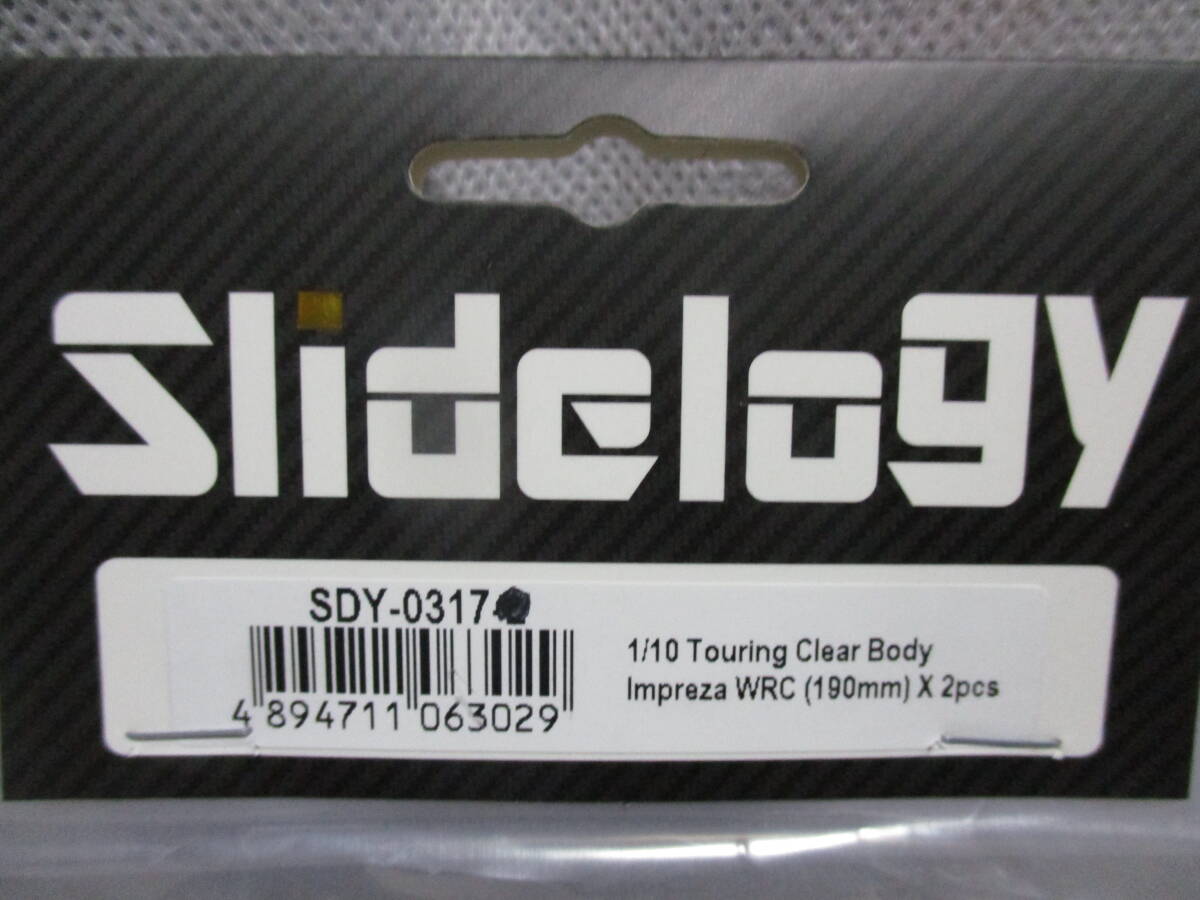 Slidelogy
SDY-0317
1/10 Touring Clear Body
Impreza WRC (190mm) X 2pcs
4 894711 063029